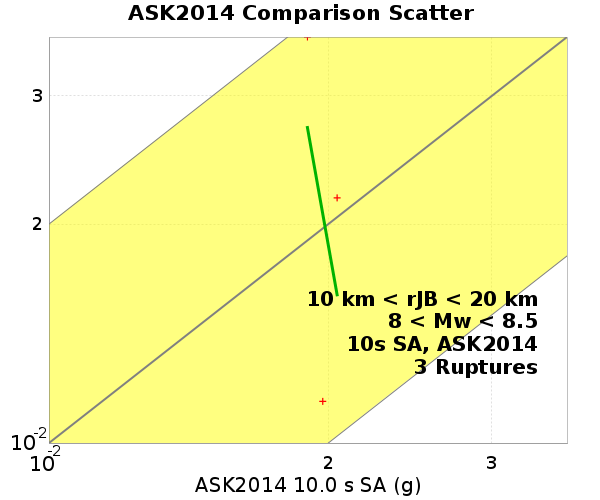 ASK2014 Comparison Scatter
3
2
10 km < rJB < 20 km
8 < Mw < 8.5
10s SA, ASK2014
3 Ruptures
10-2
10-2 2 3
ASK2014 10.0 s SA (g)